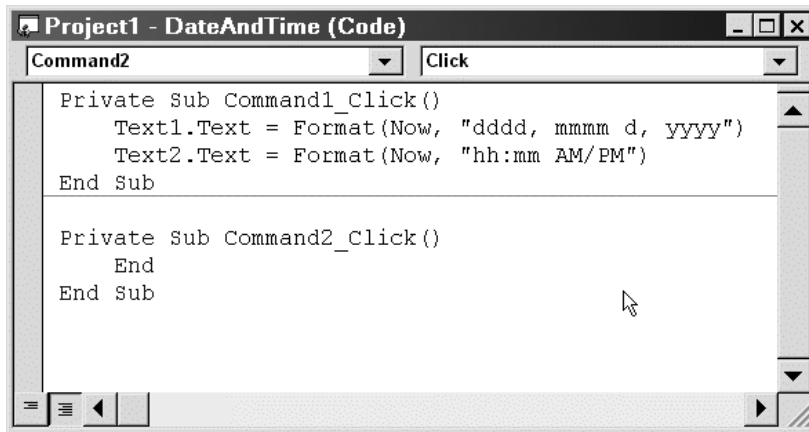 Project1 - DateAndTime (Code)
Command2 Click
Private Sub Command1_Click()
    Text1.Text = Format(Now, "dddd, mmmm d, yyyy")
    Text2.Text = Format(Now, "hh:mm AM/PM")
End Sub
Private Sub Command2_Click()
    End
End Sub